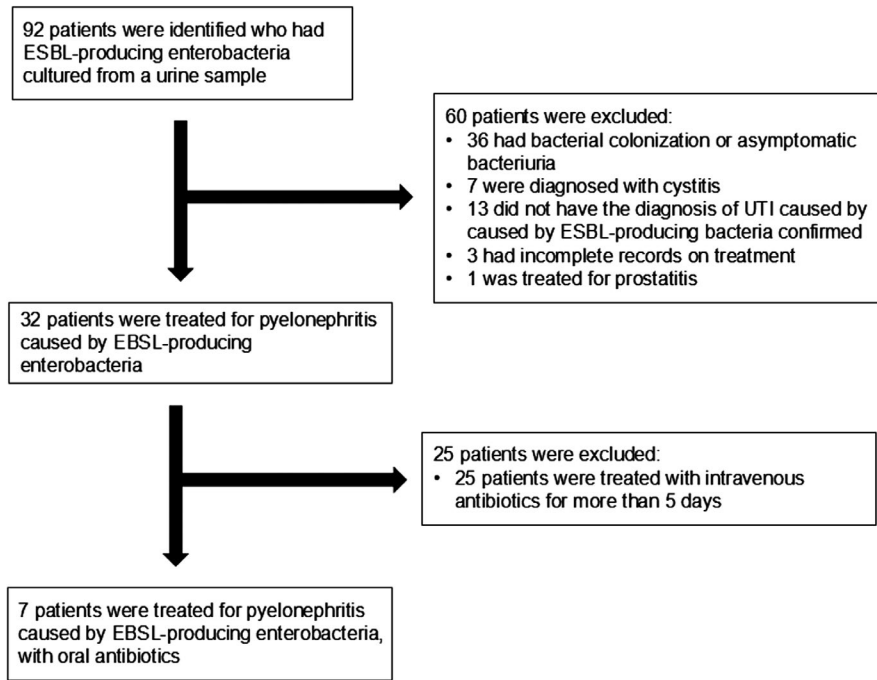 92 patients were identified who had
ESBL-producing enterobacteria
cultured from a urine sample
60 patients were excluded:
• 36 had bacterial colonization or asymptomatic
bacteriuria
• 7 were diagnosed with cystitis
• 13 did not have the diagnosis of UTI caused by
caused by ESBL-producing bacteria confirmed
• 3 had incomplete records on treatment
• 1 was treated for prostatitis
32 patients were treated for pyelonephritis
caused by EBSL-producing
enterobacteria
25 patients were excluded:
• 25 patients were treated with intravenous
antibiotics for more than 5 days
7 patients were treated for pyelonephritis
caused by EBSL-producing enterobacteria,
with oral antibiotics